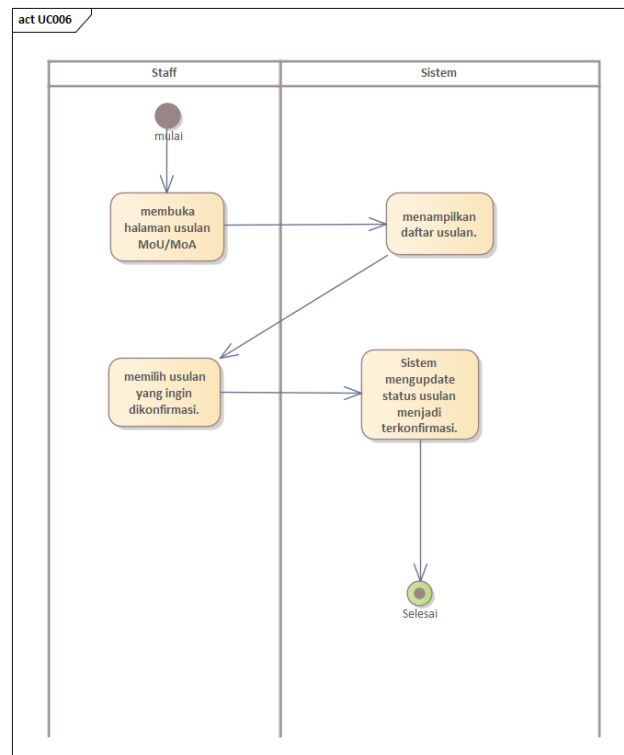 act UC006
Staff
Sistem
mulai
membuka
halaman usulan
MoU/MoA
menampilkan
daftar usulan.
memilih usulan
yang ingin
dikonfirmasi.
Sistem
mengupdate
status usulan
menjadi
terkonfirmasi.
Selesai